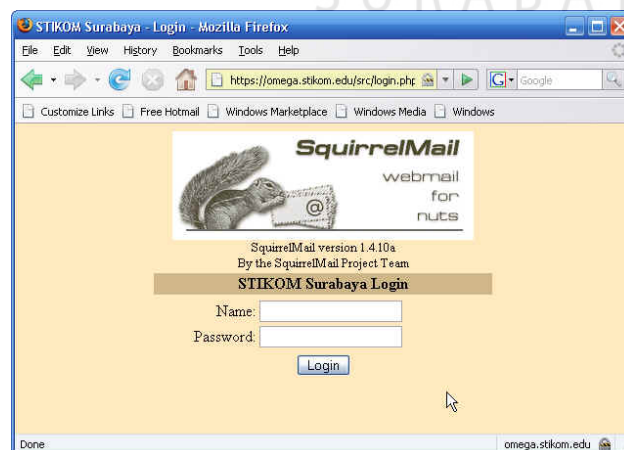 SURABA
STIKOM Surabaya - Login - Mozilla Firefox
File Edit View History Bookmarks Tools Help
https://omega.stikom.edu/src/login.php
G Google
Customize Links Free Hotmail Windows Marketplace Windows Media Windows
SquirrelMail
webmail
for
nuts
@
SquirrelMail version 1.4.10a
By the SquirrelMail Project Team
STIKOM Surabaya Login
Name:
Password:
Login
Done omega.stikom.edu